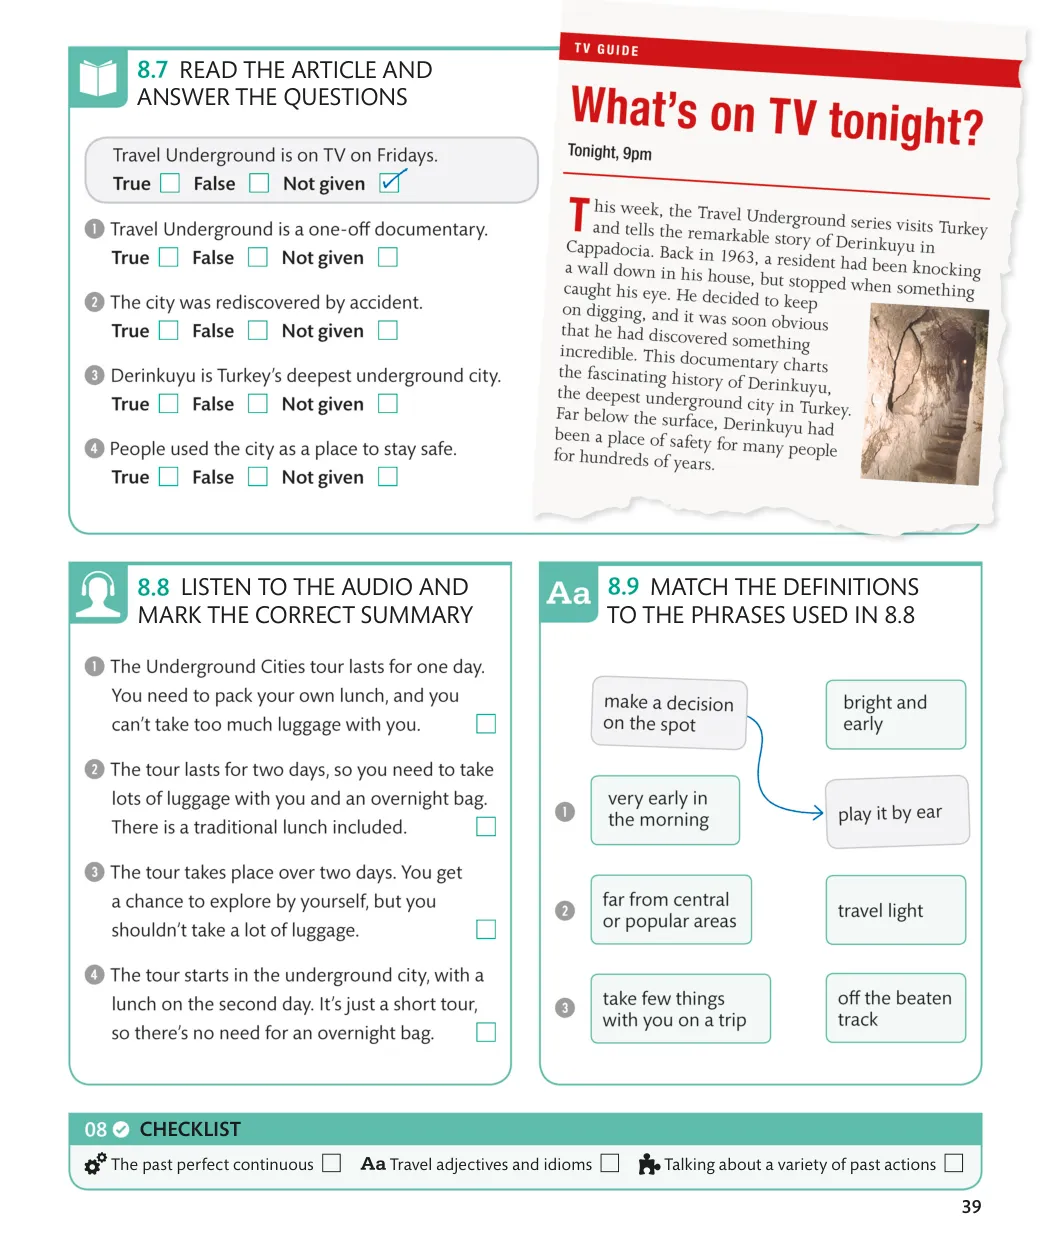 8.7 READ THE ARTICLE AND
ANSWER THE QUESTIONS
Travel Underground is on TV on Fridays.
True False Not given
1 Travel Underground is a one-off documentary.
True False Not given
2 The city was rediscovered by accident.
True False Not given
3 Derinkuyu is Turkey's deepest underground city.
True False Not given
4 People used the city as a place to stay safe.
True False Not given
TV GUIDE
What's on TV tonight?
Tonight, 9pm
This week, the Travel Underground series visits Turkey
and tells the remarkable story of Derinkuyu in
Cappadocia. Back in 1963, a resident had been knocking
a wall down in his house, but stopped when something
caught his eye. He decided to keep
on digging, and it was soon obvious
that he had discovered something
incredible. This documentary charts
the fascinating history of Derinkuyu,
the deepest underground city in Turkey.
Far below the surface, Derinkuyu had
been a place of safety for many people
for hundreds of years.
8.8 LISTEN TO THE AUDIO AND
MARK THE CORRECT SUMMARY
1 The Underground Cities tour lasts for one day.
You need to pack your own lunch, and you
can't take too much luggage with you.
2 The tour lasts for two days, so you need to take
lots of luggage with you and an overnight bag.
There is a traditional lunch included.
3 The tour takes place over two days. You get
a chance to explore by yourself, but you
shouldn't take a lot of luggage.
4 The tour starts in the underground city, with a
lunch on the second day. It's just a short tour,
so there's no need for an overnight bag.
Aa 8.9 MATCH THE DEFINITIONS
TO THE PHRASES USED IN 8.8
make a decision
on the spot
bright and
early
1 very early in
the morning
play it by ear
2 far from central
or popular areas
travel light
3 take few things
with you on a trip
off the beaten
track
08 CHECKLIST
The past perfect continuous Aa Travel adjectives and idioms Talking about a variety of past actions
39